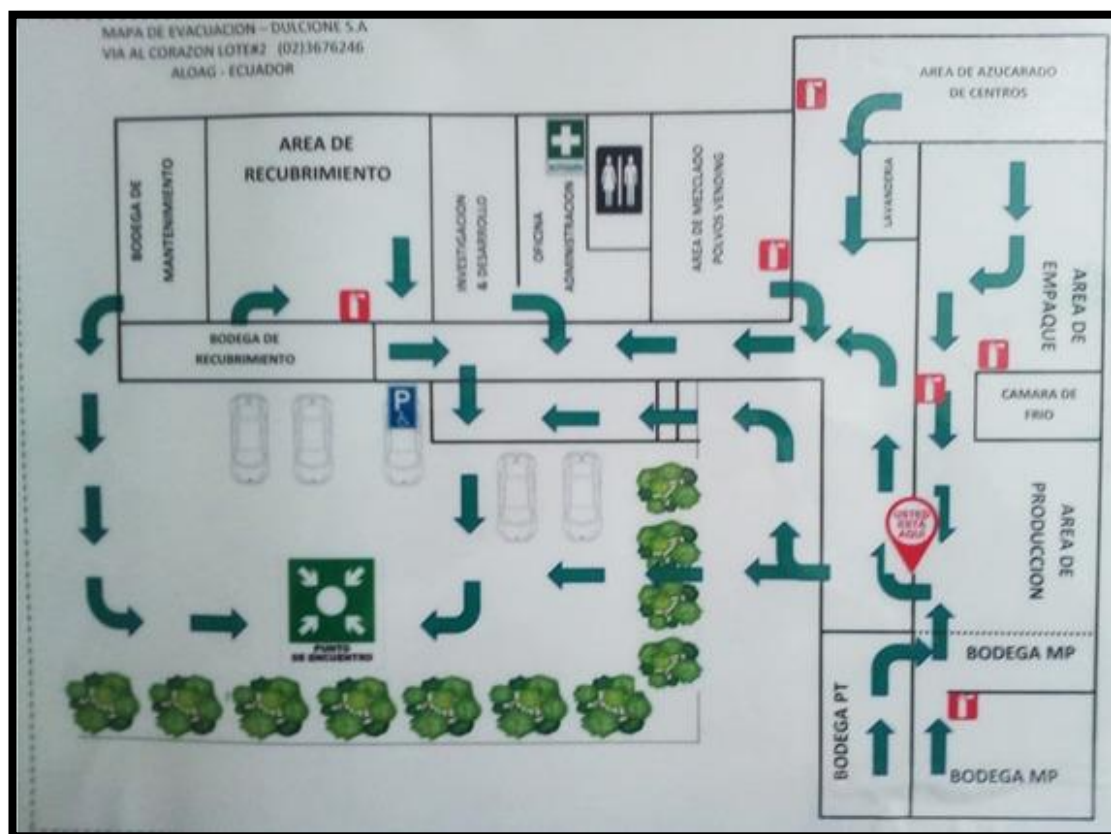 MAPA DE EVACUACION – DULCIONE S.A
VIA AL CORAZON LOTE#2 (02)3676246
ALOAG - ECUADOR
AREA DE AZUCARADO
DE CENTROS
BODEGA DE
MANTENIMIENTO
AREA DE
RECUBRIMIENTO
INVESTIGACION
& DESARROLLO
OFICINA
ADMINISTRACION
AREA DE MEZCLADO
POLVOS VENDING
LAVANDERIA
AREA DE
EMPAQUE
BODEGA DE
RECUBRIMIENTO
P
CAMARA DE
FRIO
USTED
ESTA
AQUI
AREA DE
PRODUCCION
PUNTO
DE ENCUENTRO
BODEGA MP
BODEGA PT
BODEGA MP